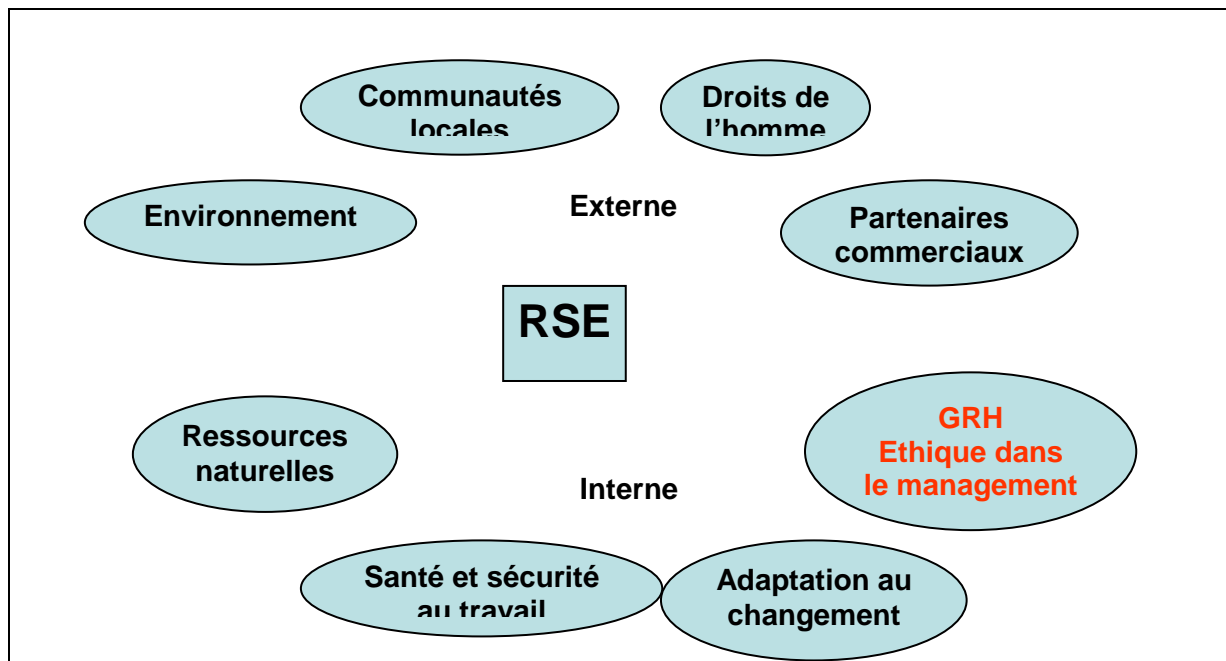 Communautés
locales
Droits de
l’homme
Environnement
Externe
Partenaires
commerciaux
RSE
GRH
Ethique dans
le management
Ressources
naturelles
Interne
Santé et sécurité
au travail
Adaptation au
changement